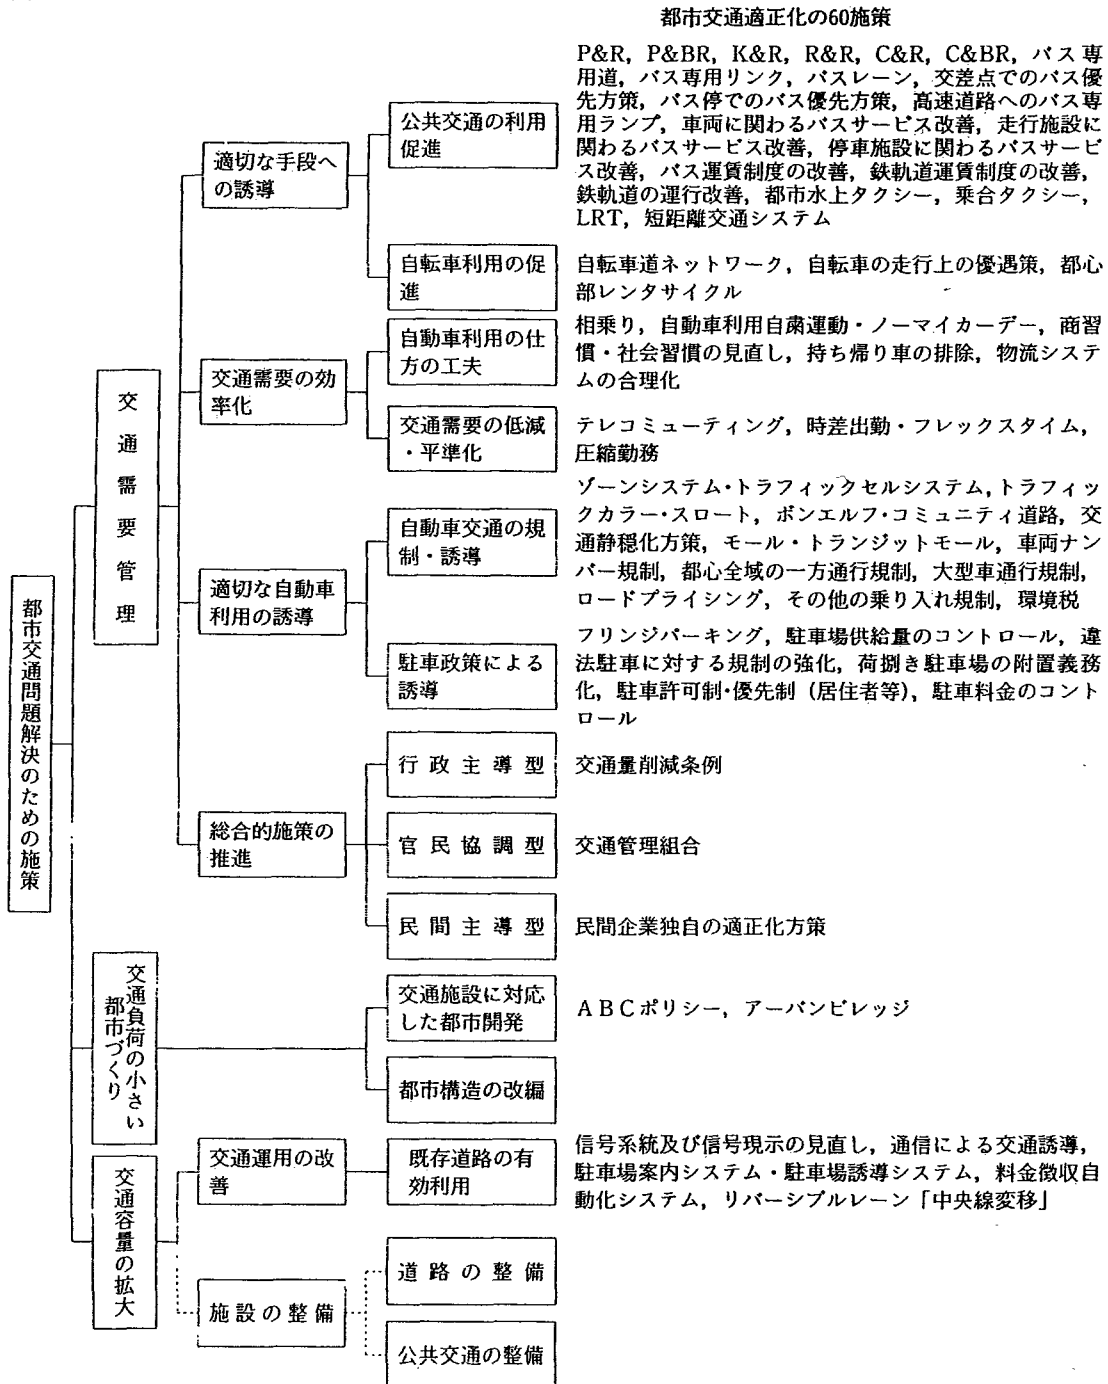 都市交通適正化の60施策
都市交通問題解決のための施策
交通需要管理
適切な手段へ
の誘導
公共交通の利用
促進
P&R, P&BR, K&R, R&R, C&R, C&BR, バス専
用道, バス専用リンク, バスレーン, 交差点でのバス優
先方策, バス停でのバス優先方策, 高速道路へのバス専
用ランプ, 車両に関わるバスサービス改善, 走行施設に
関わるバスサービス改善, 停車施設に関わるバスサービ
ス改善, バス運賃制度の改善, 鉄軌道運賃制度の改善,
鉄軌道の運行改善, 都市水上タクシー, 乗合タクシー,
LRT, 短距離交通システム
自転車利用の促
進
自転車道ネットワーク, 自転車の走行上の優遇策, 都心
部レンタサイクル
交通需要の効
率化
自動車利用の仕
方の工夫
相乗り, 自動車利用自粛運動・ノーマイカーデー, 商習
慣・社会習慣の見直し, 持ち帰り車の排除, 物流システ
ムの合理化
交通需要の低減
・平準化
テレコミューティング, 時差出勤・フレックスタイム,
圧縮勤務
適切な自動車
利用の誘導
自動車交通の規
制・誘導
ゾーンシステム・トラフィックセルシステム, トラフィッ
クカラー・スロート, ボンエルフ・コミュニティ道路, 交
通静穏化方策, モール・トランジットモール, 車両ナン
バー規制, 都心全域の一方通行規制, 大型車通行規制,
ロードプライシング, その他の乗り入れ規制, 環境税
駐車政策による
誘導
フリンジパーキング, 駐車場供給量のコントロール, 違
法駐車に対する規制の強化, 荷捌き駐車場の附置義務
化, 駐車許可制・優先制（居住者等）, 駐車料金のコント
ロール
総合的施策の
推進
行政主導型
交通量削減条例
官民協調型
交通管理組合
民間主導型
民間企業独自の適正化方策
交通負荷の小さい
都市づくり
交通施設に対応
した都市開発
ABCポリシー, アーバンビレッジ
都市構造の改編
交通容量の拡大
交通運用の改
善
既存道路の有
効利用
信号系統及び信号現示の見直し, 通信による交通誘導,
駐車場案内システム・駐車場誘導システム, 料金徴収自
動化システム, リバーシブルレーン「中央線変移」
施設の整備
道路の整備
公共交通の整備